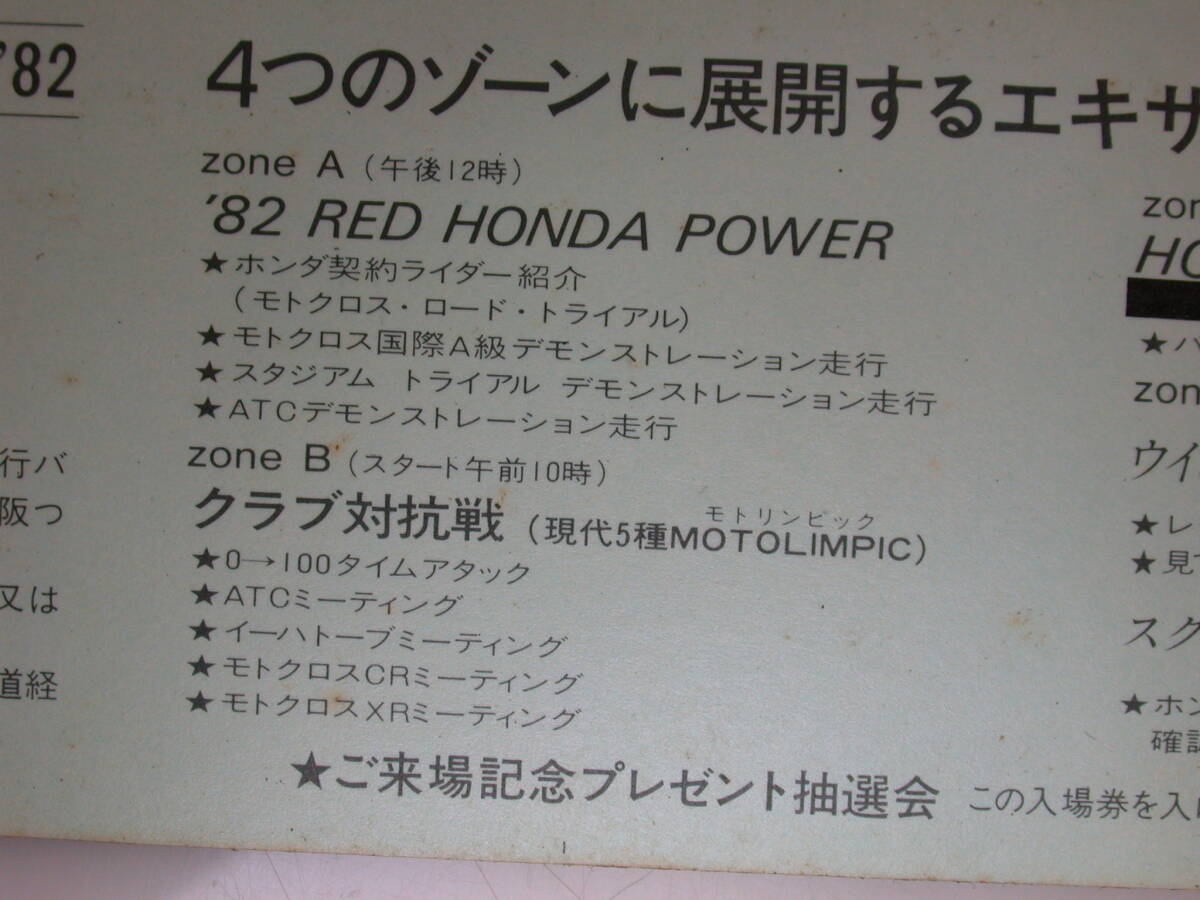 '82
行バ
阪つ
又は
道経
4つのゾーンに展開するエキサ
zone A (午後12時)
'82 RED HONDA POWER
★ホンダ契約ライダー紹介
(モトクロス・ロード・トライアル)
★モトクロス国際A級デモンストレーション走行
★スタジアム トライアル デモンストレーション走行
★ATCデモンストレーション走行
zone B (スタート午前10時)
モトリンピック
クラブ対抗戦 (現代5種MOTOLIMPIC)
★0→100タイムアタック
★ATCミーティング
★イーハトーブミーティング
★モトクロスCRミーティング
★モトクロスXRミーティング
zon
HO
★ハ
zon
ウイ
★レ
★見
スク
★ホン
確認
★ご来場記念プレゼント抽選会 この入場券を入